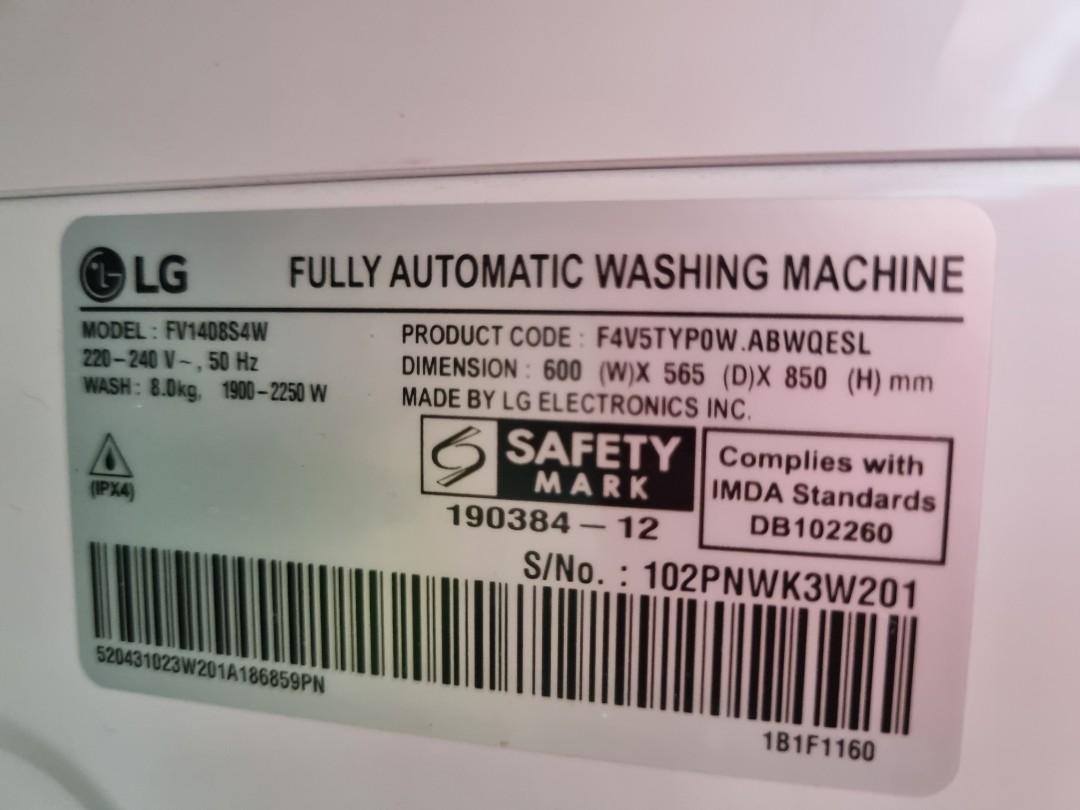 LG FULLY AUTOMATIC WASHING MACHINE
MODEL : FV1408S4W
220-240 V~, 50 Hz
WASH : 8.0kg, 1900-2250 W
PRODUCT CODE : F4V5TYP0W.ABWQESL
DIMENSION : 600 (W)X 565 (D)X 850 (H) mm
MADE BY LG ELECTRONICS INC.
(IPX4)
SAFETY
MARK
190384-12
Complies with
IMDA Standards
DB102260
S/No. : 102PNWK3W201
520431023W201A186859PN
1B1F1160